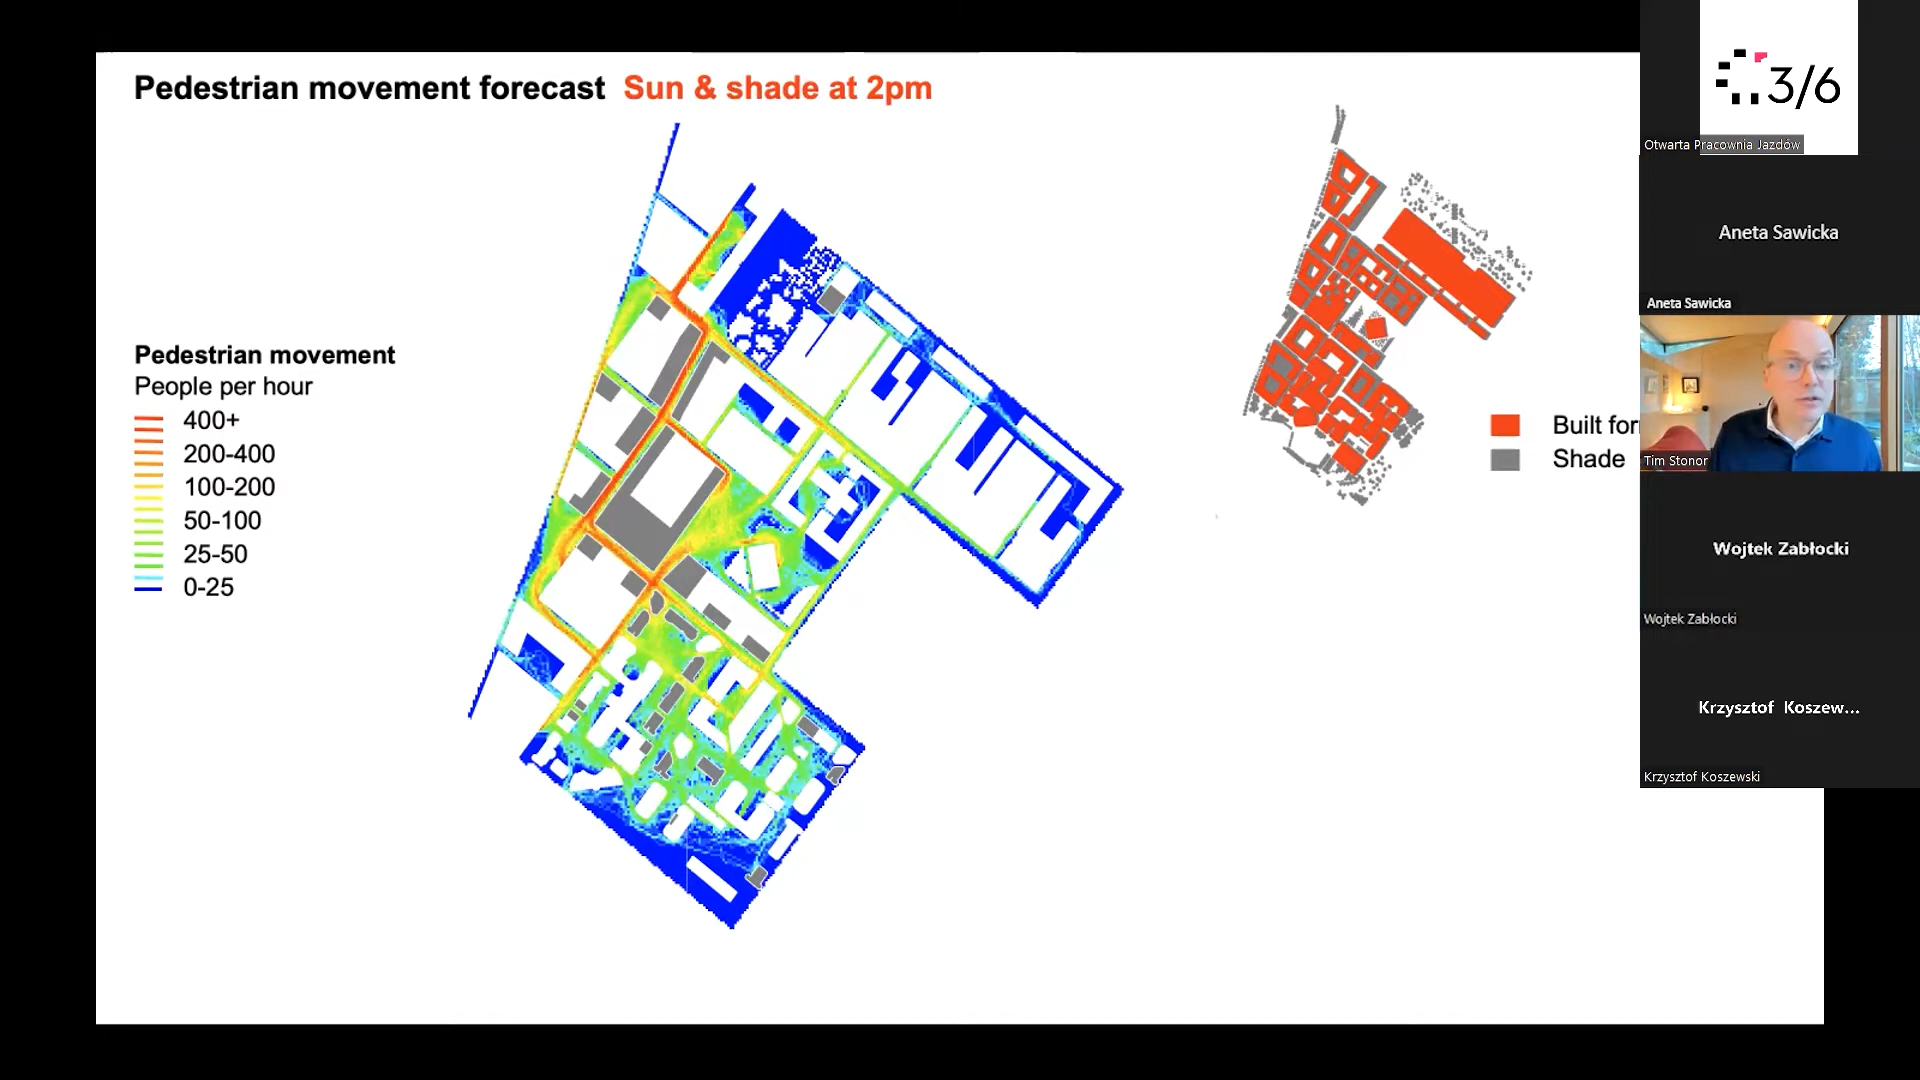 Pedestrian movement forecast Sun & shade at 2pm
Pedestrian movement
People per hour
400+
200-400
100-200
50-100
25-50
0-25
Built for
Shade
3/6
Otwarta Pracownia Jazdów
Aneta Sawicka
Aneta Sawicka
Tim Stonor
Wojtek Zabłocki
Wojtek Zabłocki
Krzysztof Koszew...
Krzysztof Koszewski